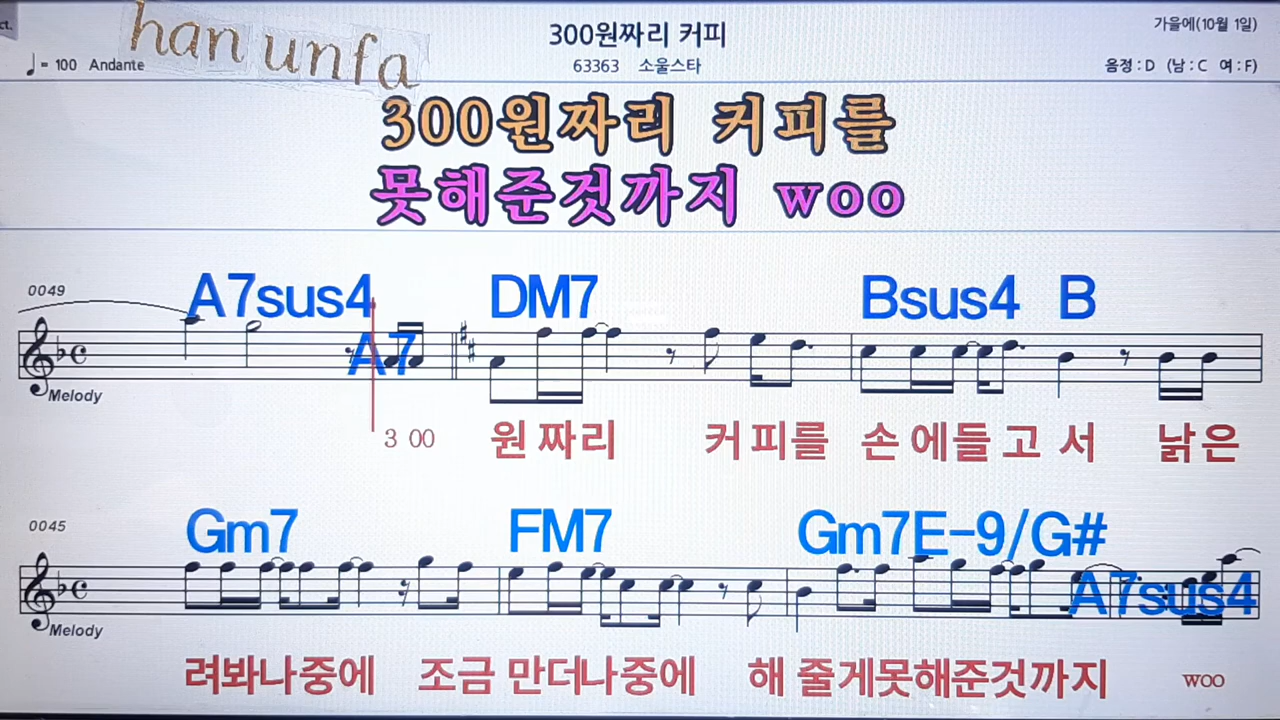 ct.
han unfa
300원짜리 커피
가을에(10월 1일)
♩= 100 Andante
63363 소울스타
음정 : D (남 : C 여 : F)
300원짜리 커피를
못해준것까지 woo
0049
A7sus4 A7 DM7 Bsus4 B
Melody
3 00 원 짜리 커피를 손에들고 서 낡은
0045
Gm7 FM7 Gm7 E-9/G# A7sus4
Melody
려봐나중에 조금 만더나중에 해 줄게못해준것까지 woo